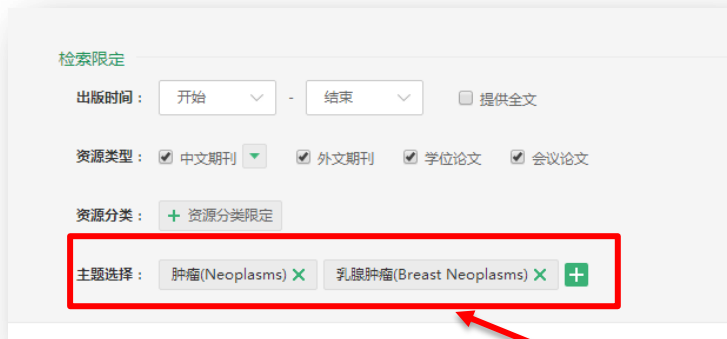 检索限定
出版时间： 开始 - 结束 提供全文
资源类型： 中文期刊 外文期刊 学位论文 会议论文
资源分类： + 资源分类限定
主题选择： 肿瘤(Neoplasms) × 乳腺肿瘤(Breast Neoplasms) × +